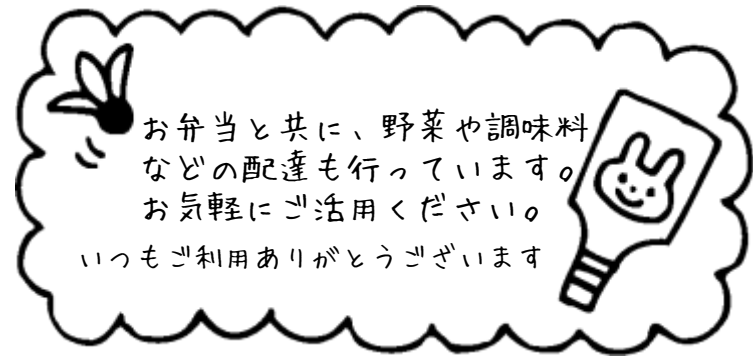 お弁当と共に、野菜や調味料
などの配達も行っています。
お気軽にご活用ください。
いつもご利用ありがとうございます